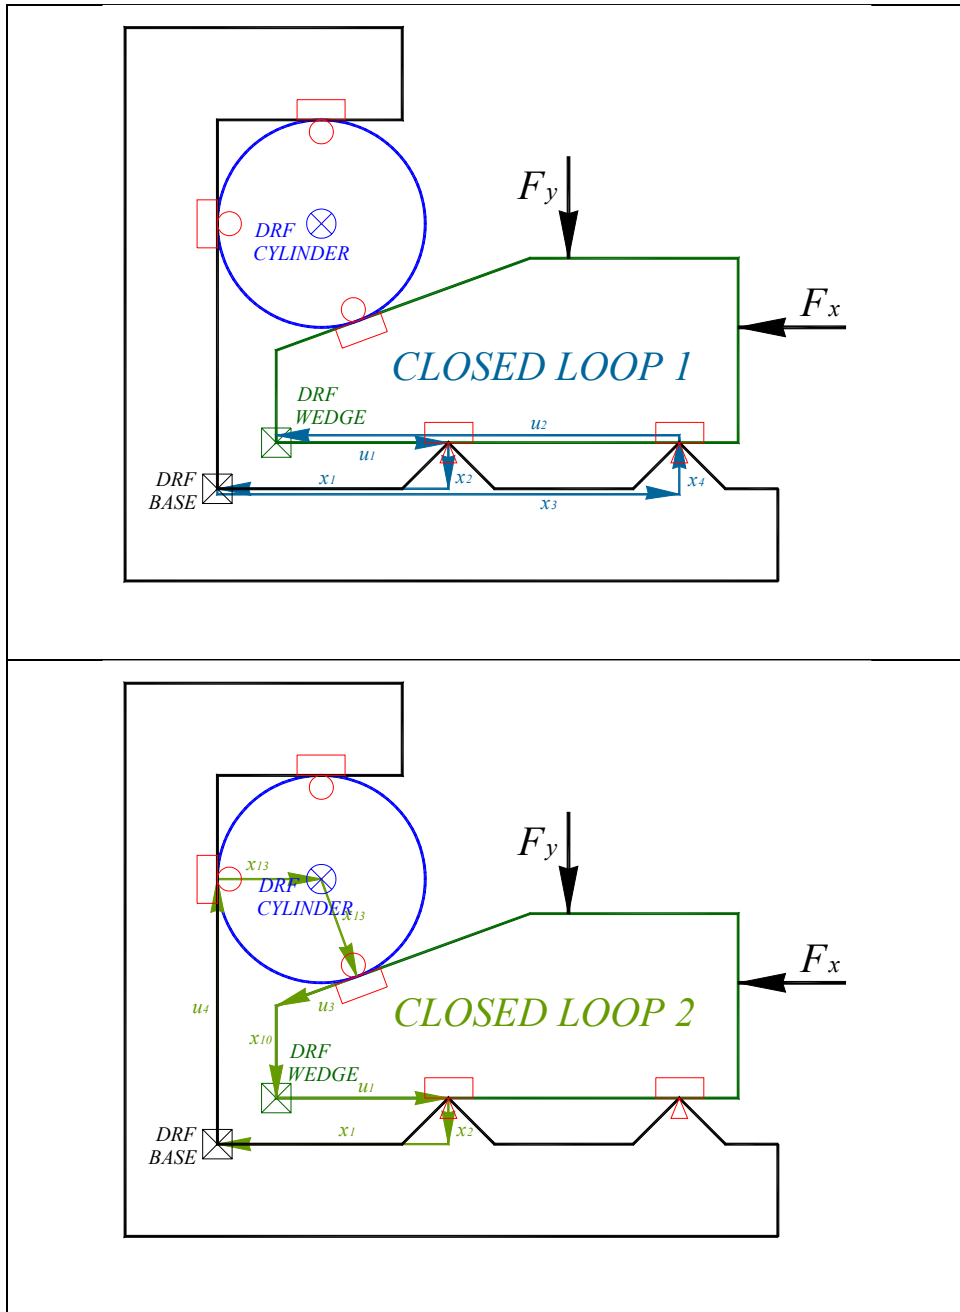 Fy
DRF
CYLINDER
Fx
CLOSED LOOP 1
DRF
WEDGE
u2
u1
DRF
BASE
x1
x2
x4
x3
Fy
x13
DRF
CYLINDER
x13
Fx
u4
u3
CLOSED LOOP 2
x10
DRF
WEDGE
u1
DRF
BASE
x1
x2